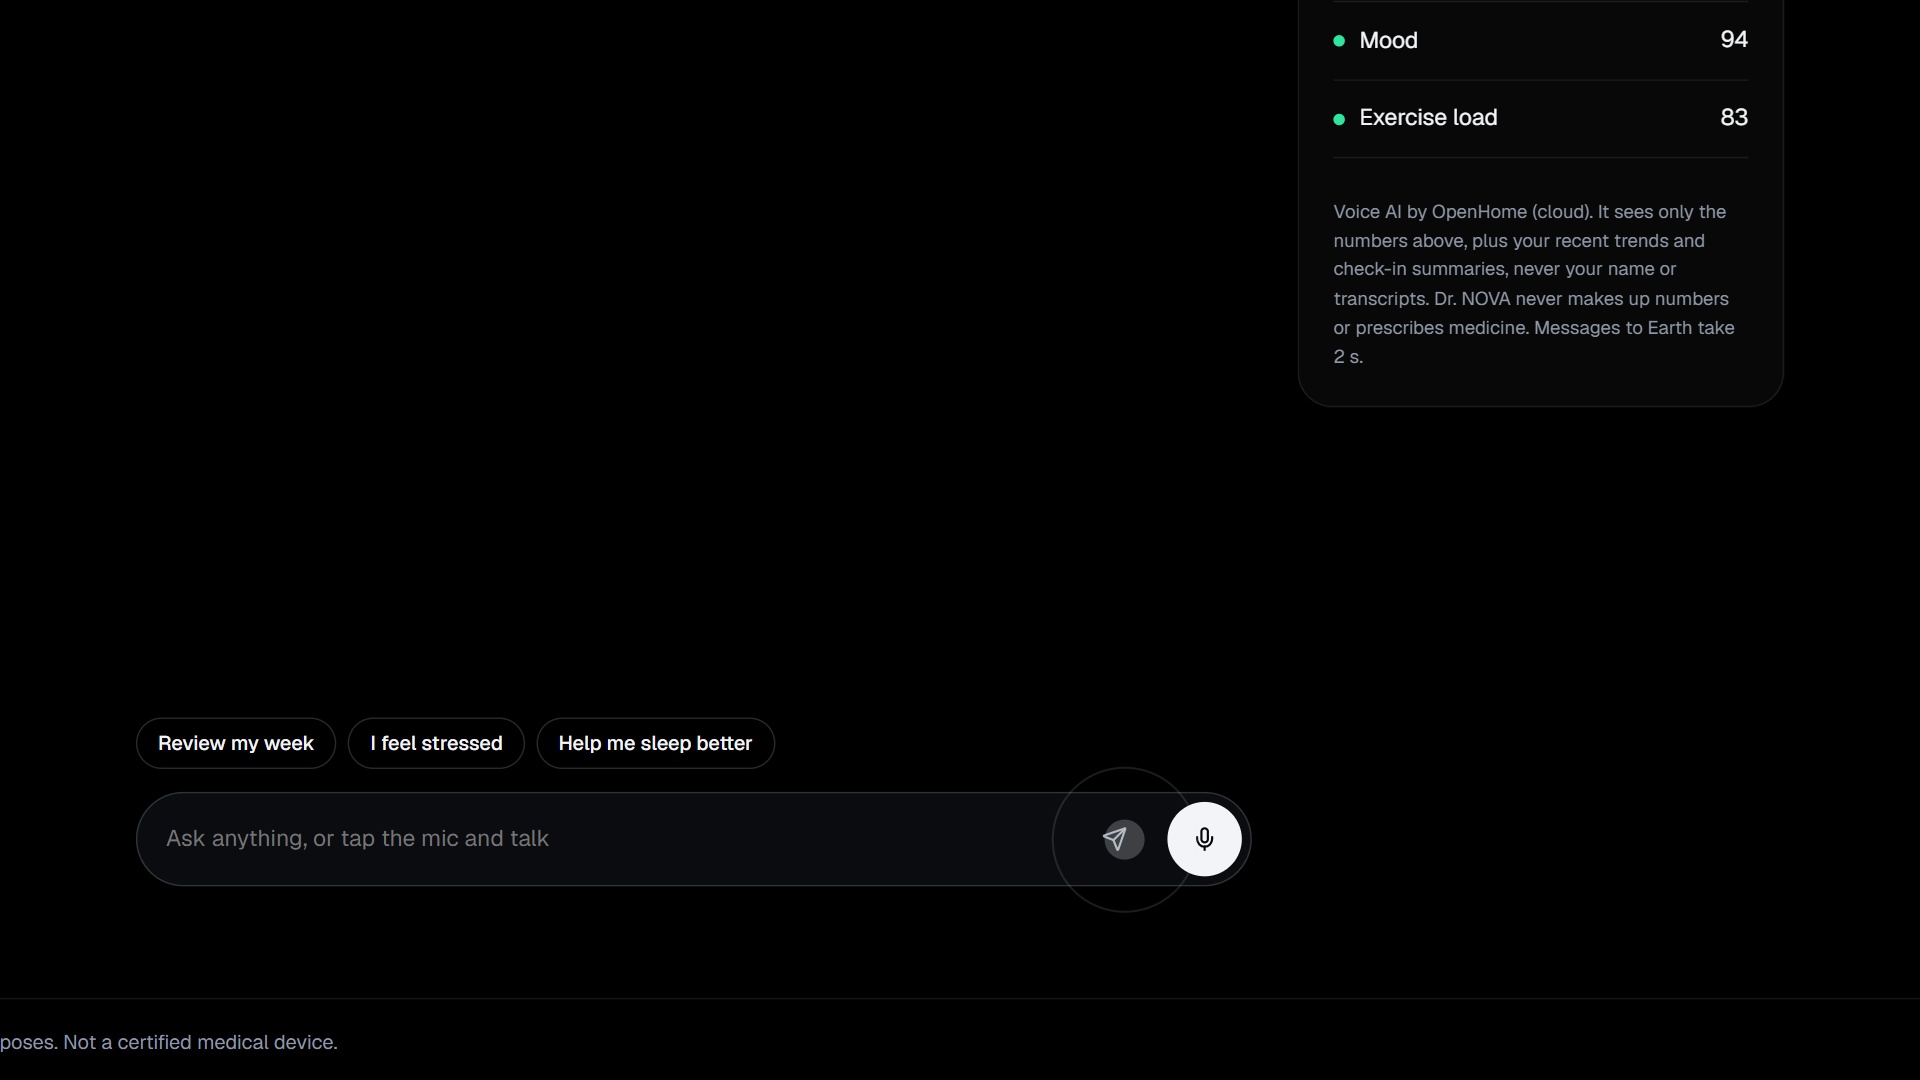 Mood 94
Exercise load 83
Voice AI by OpenHome (cloud). It sees only the
numbers above, plus your recent trends and
check-in summaries, never your name or
transcripts. Dr. NOVA never makes up numbers
or prescribes medicine. Messages to Earth take
2 s.
Review my week
I feel stressed
Help me sleep better
Ask anything, or tap the mic and talk
poses. Not a certified medical device.